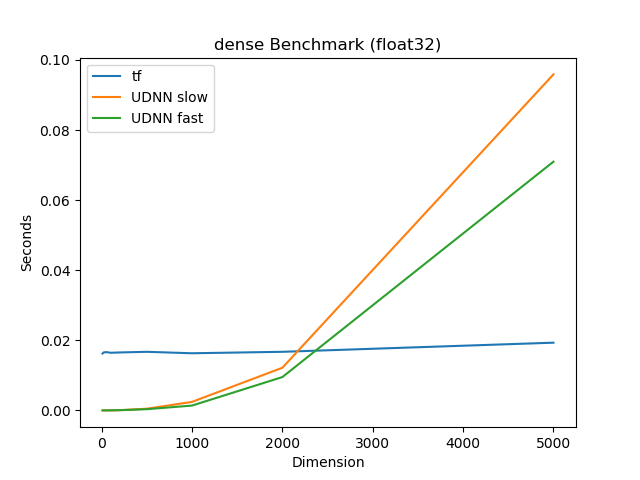 dense Benchmark (float32)
tf
UDNN slow
UDNN fast
Seconds
0.10
0.08
0.06
0.04
0.02
0.00
0 1000 2000 3000 4000 5000
Dimension